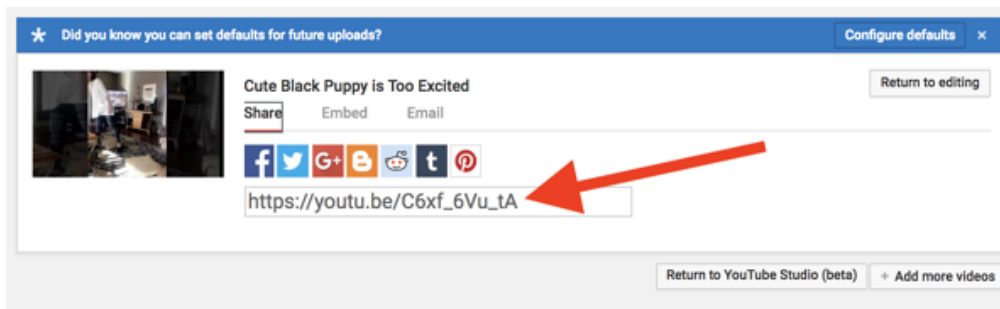 Did you know you can set defaults for future uploads?
Configure defaults ×
Cute Black Puppy is Too Excited
Return to editing
Share Embed Email
f G+ B t
https://youtu.be/C6xf_6Vu_tA
Return to YouTube Studio (beta)
+ Add more videos